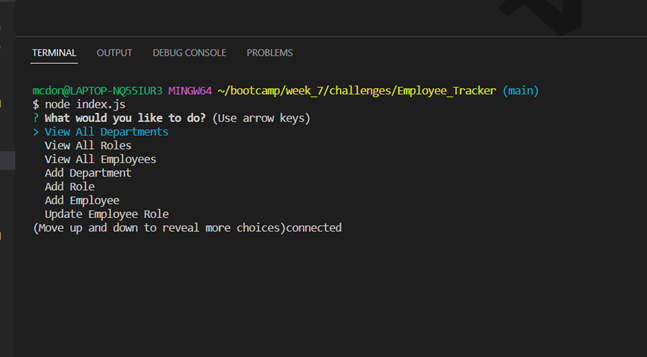 TERMINAL OUTPUT DEBUG CONSOLE PROBLEMS
mcdon@LAPTOP-NQ55IUR3 MINGW64 ~/bootcamp/week_7/challenges/Employee_Tracker (main)
$ node index.js
? What would you like to do? (Use arrow keys)
> View All Departments
View All Roles
View All Employees
Add Department
Add Role
Add Employee
Update Employee Role
(Move up and down to reveal more choices)connected